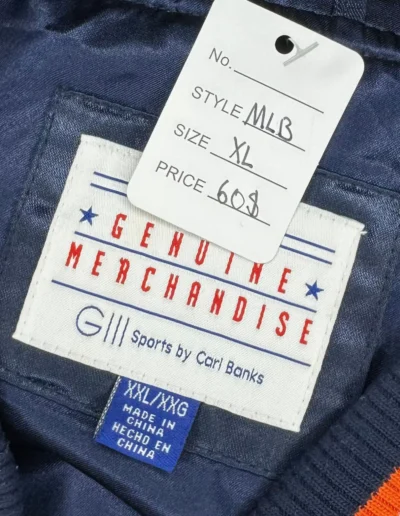 No.
STYLE MLB
SIZE XL
PRICE 60$
GENUINE
MERCHANDISE
GIII Sports by Carl Banks
XXL/XXG
MADE IN
CHINA
HECHO EN
CHINA